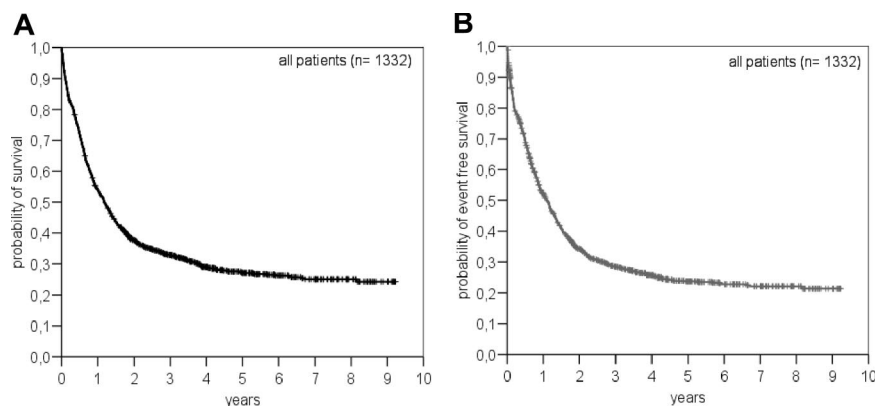 A
probability of survival
1,0
0,9
0,8
0,7
0,6
0,5
0,4
0,3
0,2
0,1
0,0
all patients (n= 1332)
0 1 2 3 4 5 6 7 8 9 10
years
B
probability of event free survival
1,0
0,9
0,8
0,7
0,6
0,5
0,4
0,3
0,2
0,1
0,0
all patients (n= 1332)
0 1 2 3 4 5 6 7 8 9 10
years